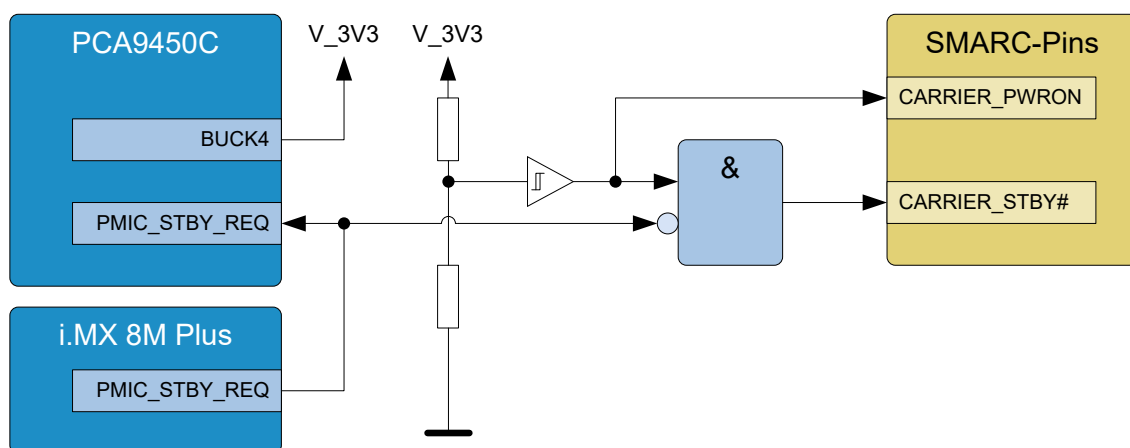 PCA9450C
V_3V3
V_3V3
SMARC-Pins
CARRIER_PWRON
BUCK4
&
CARRIER_STBY#
PMIC_STBY_REQ
i.MX 8M Plus
PMIC_STBY_REQ